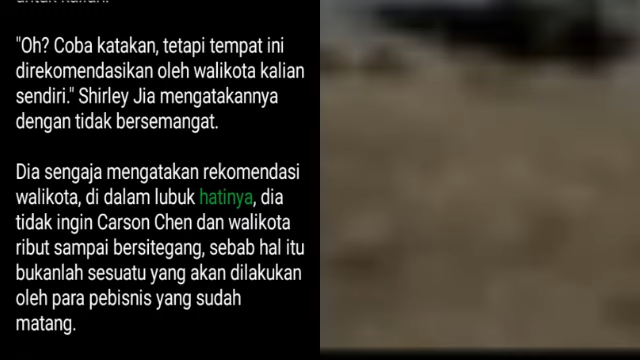 "Oh? Coba katakan, tetapi tempat ini
direkomendasikan oleh walikota kalian
sendiri." Shirley Jia mengatakannya
dengan tidak bersemangat.
Dia sengaja mengatakan rekomendasi
walikota, di dalam lubuk hatinya, dia
tidak ingin Carson Chen dan walikota
ribut sampai bersitegang, sebab hal itu
bukanlah sesuatu yang akan dilakukan
oleh para pebisnis yang sudah
matang.